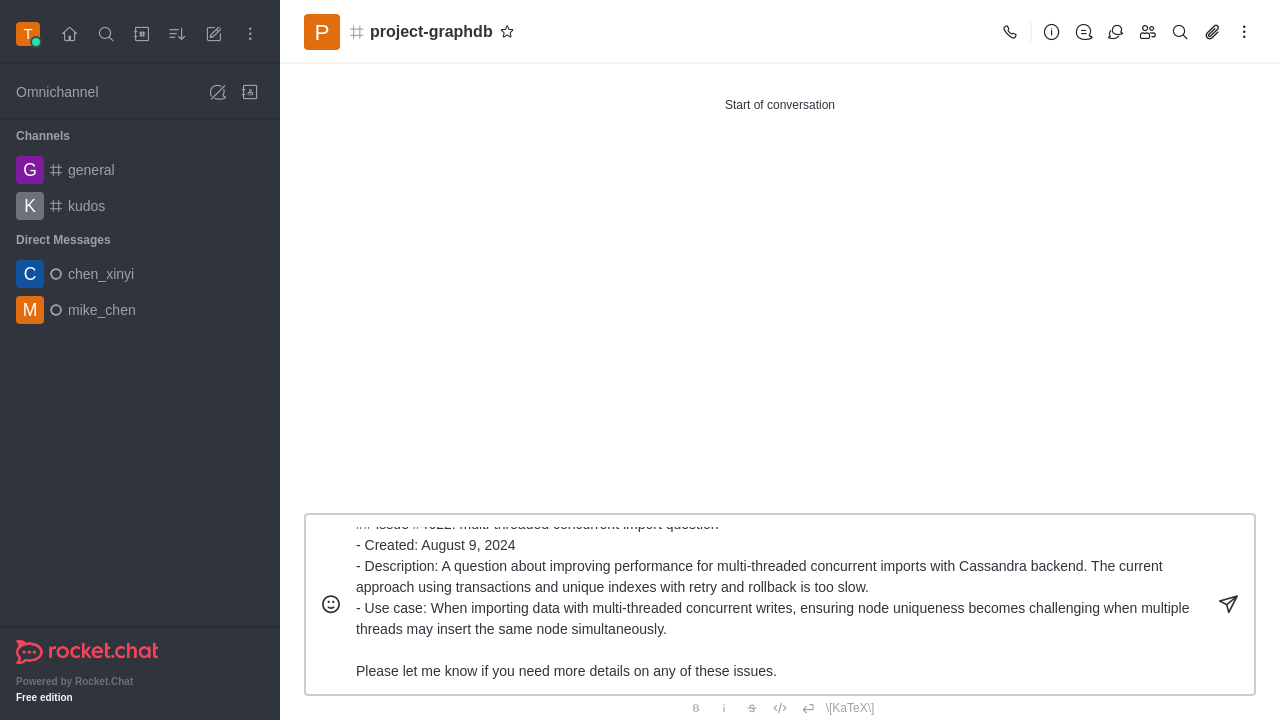 T
P
project-graphdb
Omnichannel
Start of conversation
Channels
G
general
K
kudos
Direct Messages
C
chen_xinyi
M
mike_chen
- Created: August 9, 2024
- Description: A question about improving performance for multi-threaded concurrent imports with Cassandra backend. The current
approach using transactions and unique indexes with retry and rollback is too slow.
- Use case: When importing data with multi-threaded concurrent writes, ensuring node uniqueness becomes challenging when multiple
threads may insert the same node simultaneously.
Please let me know if you need more details on any of these issues.
rocket.chat
Powered by Rocket.Chat
Free edition
B
i
S
\[KaTeX\]